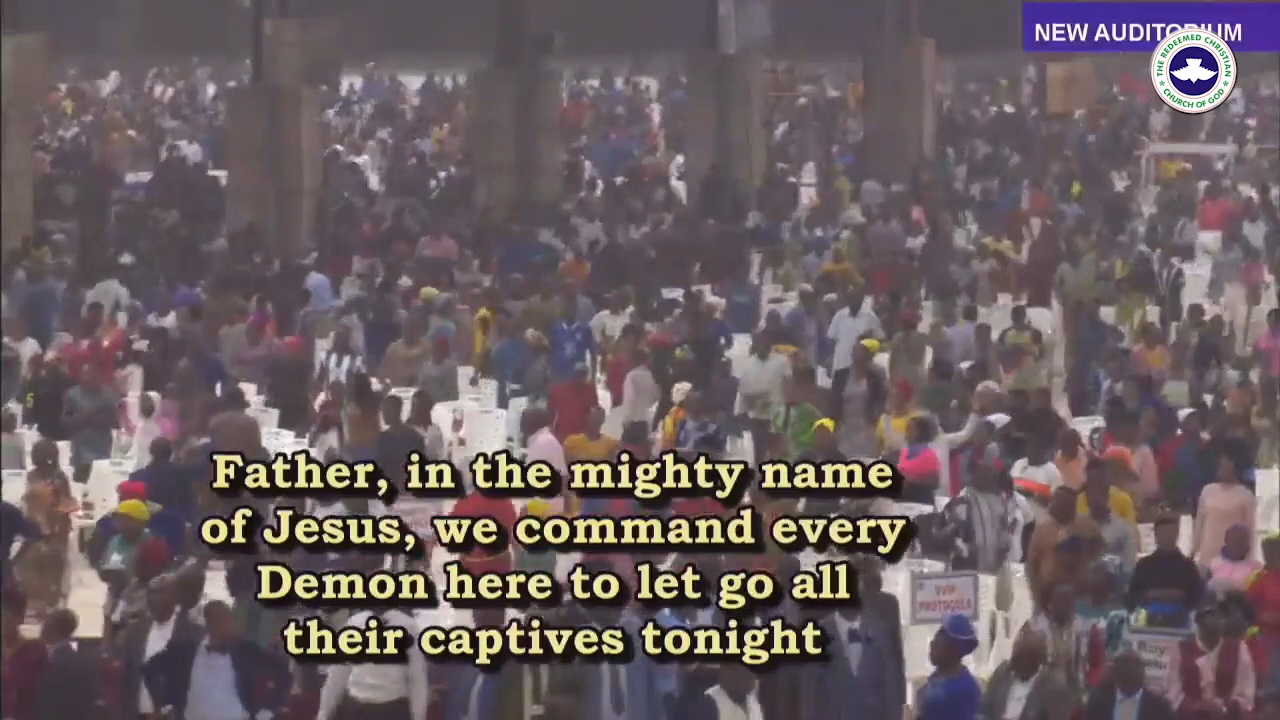 NEW AUDITORIUM
THE REDEEMED CHRISTIAN
CHURCH OF GOD
Father, in the mighty name
of Jesus, we command every
Demon here to let go all
their captives tonight
VVIP
PROTOCOLS